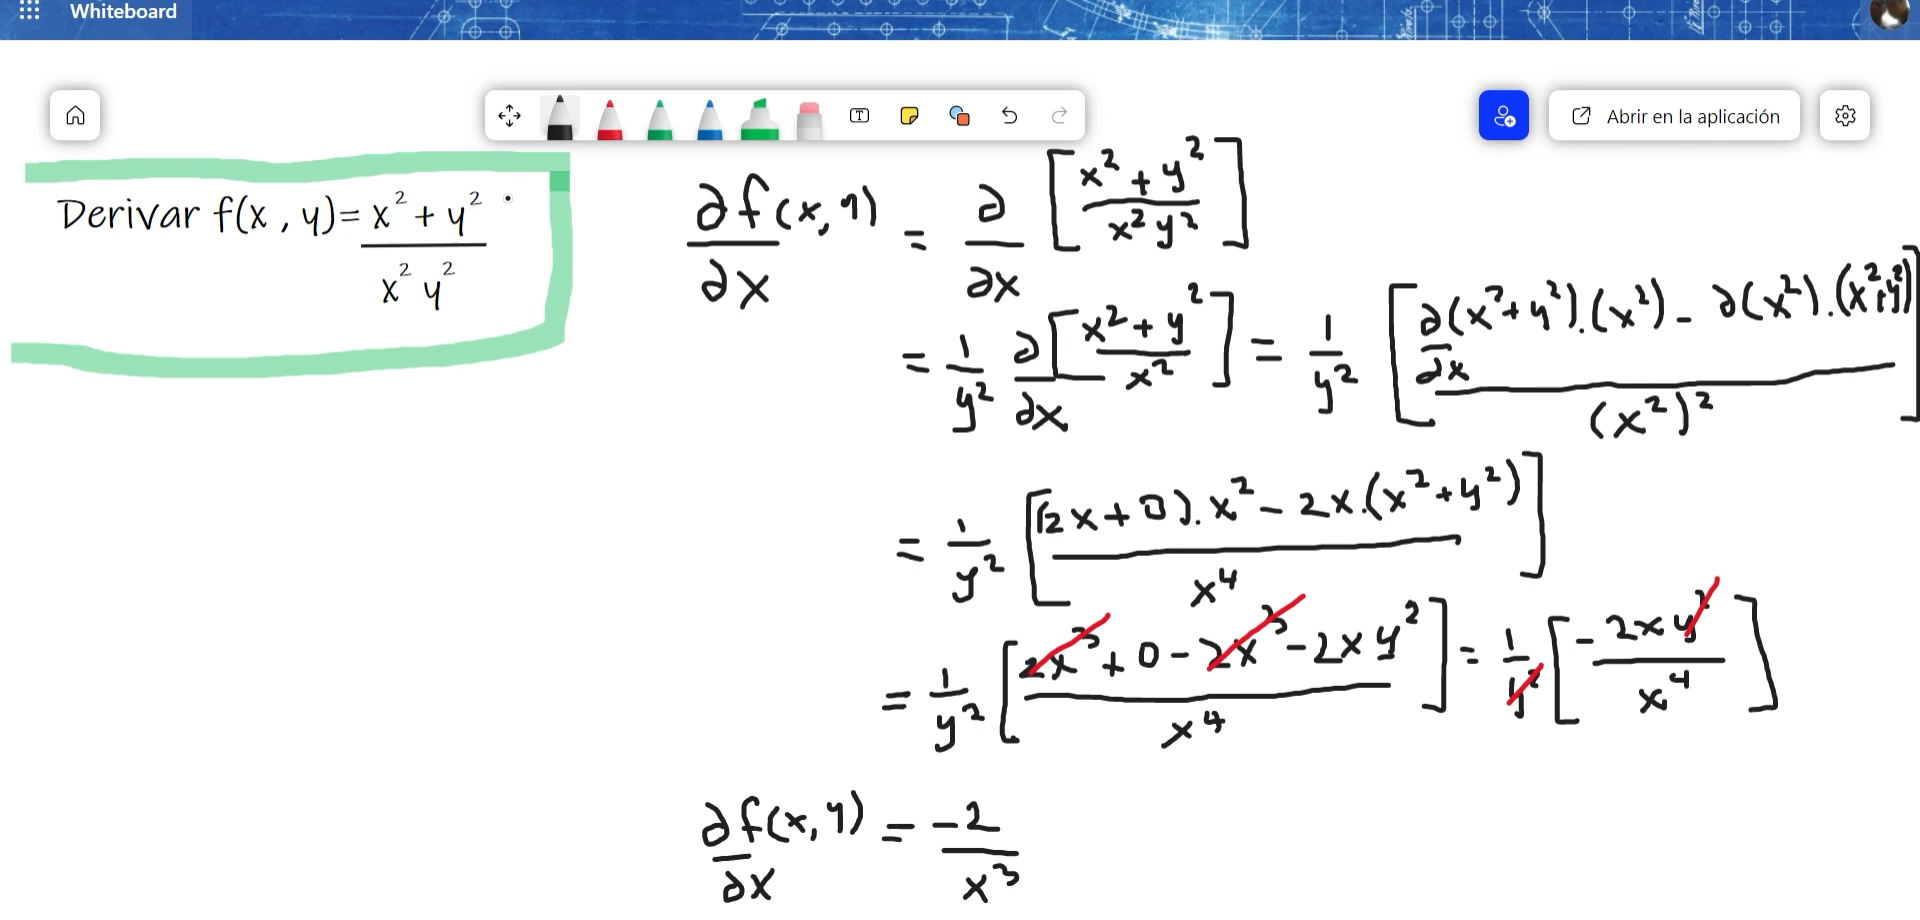 Whiteboard
Abrir en la aplicación
Derivar f(x , y)= x² + y² / x² y²
∂f(x,y)/∂x = ∂/∂x [x² + y² / x² y²]
= 1/y² ∂/∂x [x² + y² / x²] = 1/y² [∂/∂x (x² + y²).(x²) - ∂(x²).(x²+y²) / (x²)²]
= 1/y² [(2x + 0).x² - 2x.(x² + y²) / x⁴]
= 1/y² [2x³ + 0 - 2x³ - 2xy² / x⁴] = 1/y² [- 2xy² / x⁴]
∂f(x,y)/∂x = -2/x³